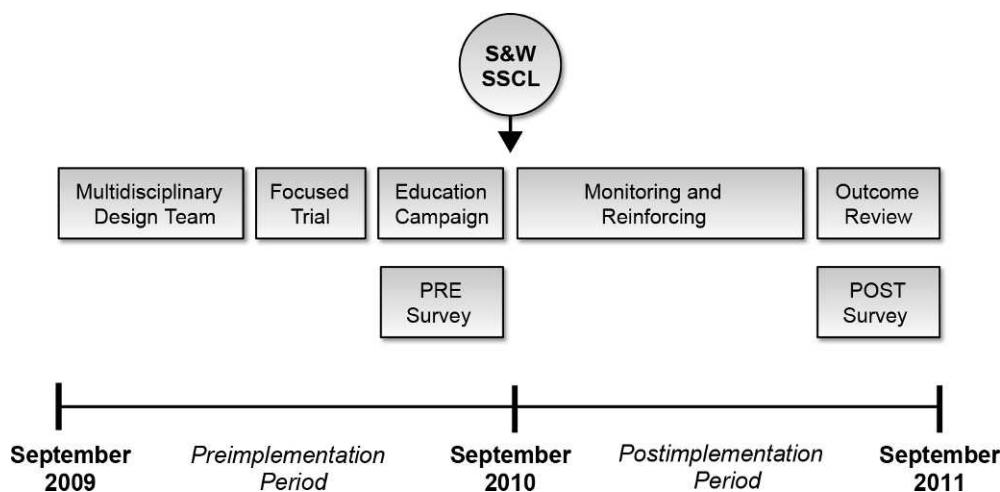 S&W
SSCL
Multidisciplinary
Design Team
Focused
Trial
Education
Campaign
Monitoring and
Reinforcing
Outcome
Review
PRE
Survey
POST
Survey
September
2009
Preimplementation
Period
September
2010
Postimplementation
Period
September
2011